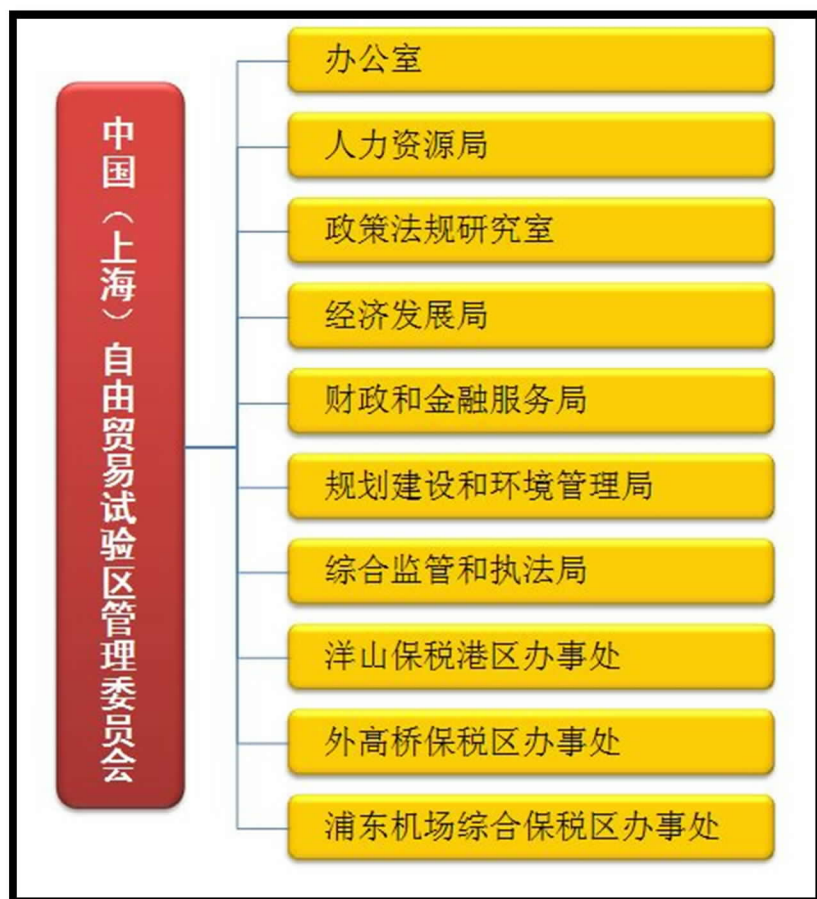 中国（上海）自由贸易试验区管理委员会
办公室
人力资源局
政策法规研究室
经济发展局
财政和金融服务局
规划建设和环境管理局
综合监管和执法局
洋山保税港区办事处
外高桥保税区办事处
浦东机场综合保税区办事处